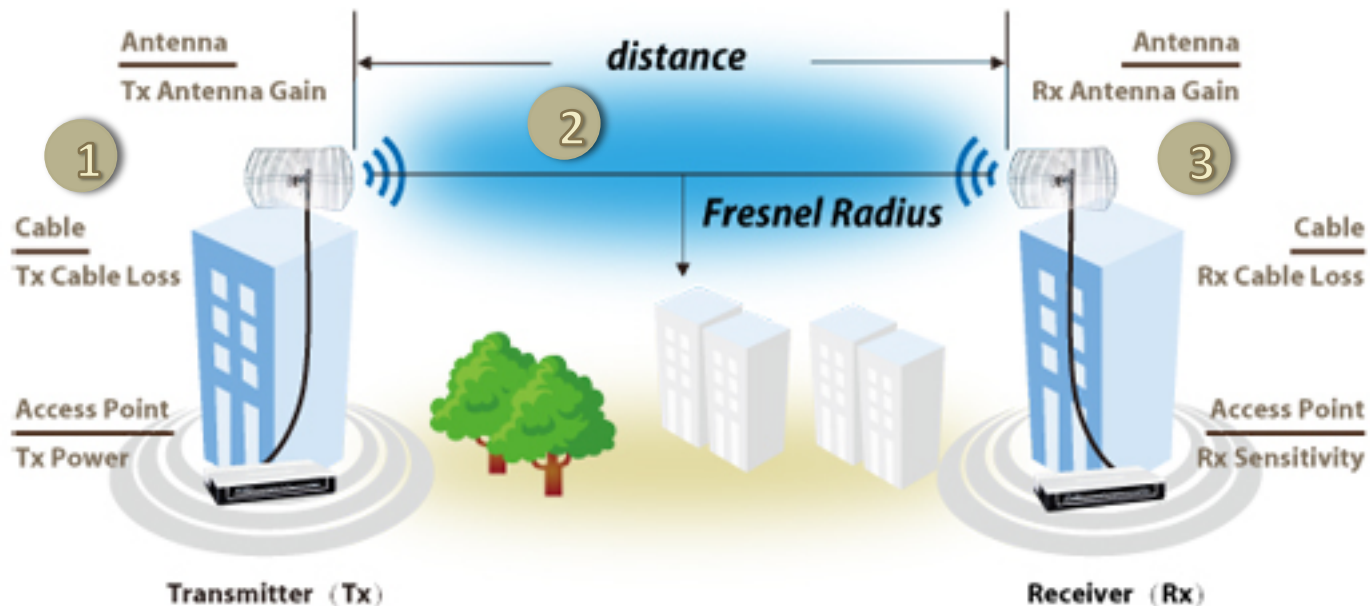 Antenna
Tx Antenna Gain
distance
Antenna
Rx Antenna Gain
1
2
3
Fresnel Radius
Cable
Tx Cable Loss
Cable
Rx Cable Loss
Access Point
Tx Power
Access Point
Rx Sensitivity
Transmitter (Tx)
Receiver (Rx)